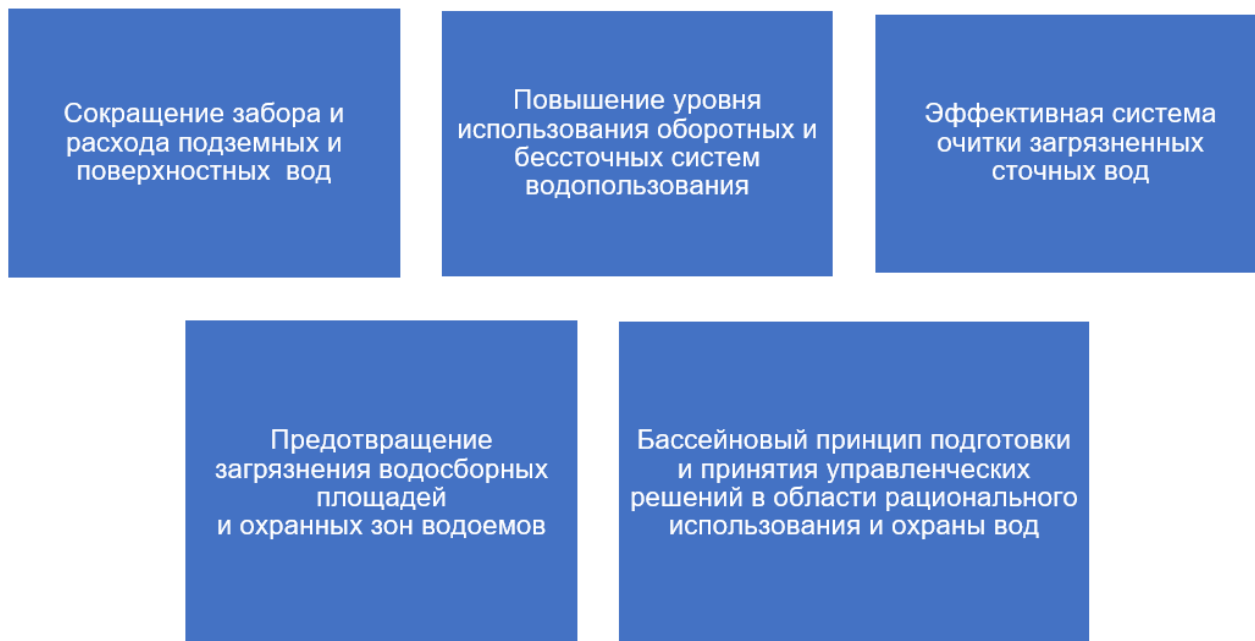 Сокращение забора и
расхода подземных и
поверхностных  вод
Повышение уровня
использования оборотных и
бессточных систем
водопользования
Эффективная система
очитки загрязненных
сточных вод
Предотвращение
загрязнения водосборных
площадей
и охранных зон водоемов
Бассейновый принцип подготовки
и принятия управленческих
решений в области рационального
использования и охраны вод